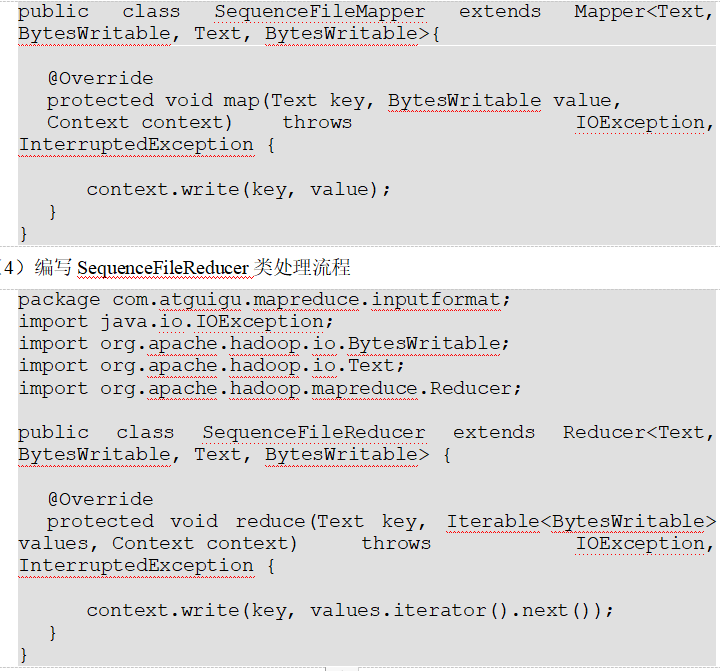 public class SequenceFileMapper extends Mapper<Text,
BytesWritable, Text, BytesWritable>{
@Override
protected void map(Text key, BytesWritable value,
Context context) throws IOException,
InterruptedException {
context.write(key, value);
}
}
4）编写 SequenceFileReducer 类处理流程
package com.atguigu.mapreduce.inputformat;
import java.io.IOException;
import org.apache.hadoop.io.BytesWritable;
import org.apache.hadoop.io.Text;
import org.apache.hadoop.mapreduce.Reducer;
public class SequenceFileReducer extends Reducer<Text,
BytesWritable, Text, BytesWritable> {
@Override
protected void reduce(Text key, Iterable<BytesWritable>
values, Context context) throws IOException,
InterruptedException {
context.write(key, values.iterator().next());
}
}